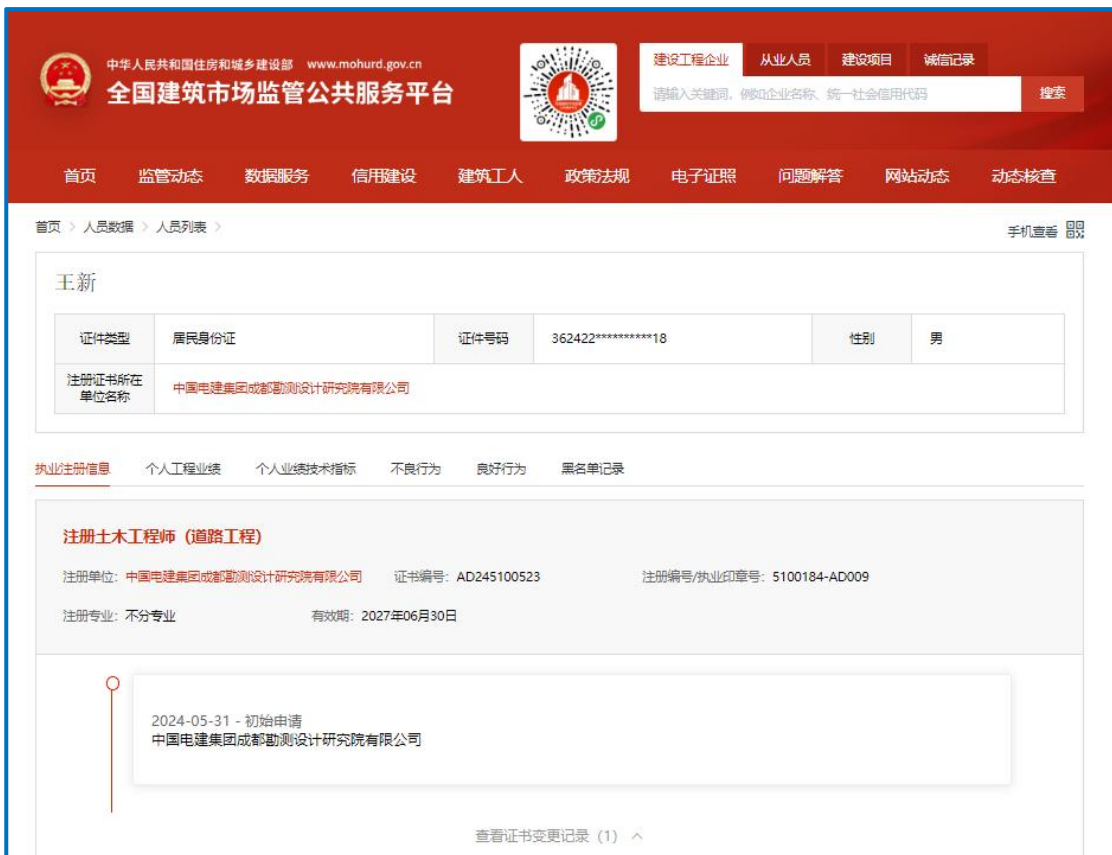 中华人民共和国住房和城乡建设部 www.mohurd.gov.cn
全国建筑市场监管公共服务平台
建设工程企业 从业人员 建设项目 诚信记录
请输入关键词，例如企业名称、统一社会信用代码 搜索
首页 监管动态 数据服务 信用建设 建筑工人 政策法规 电子证照 问题解答 网站动态 动态核查
首页 > 人员数据 > 人员列表 >
手机查看
王新
证件类型 居民身份证 证件号码 362422**********18 性别 男
注册证书所在
单位名称
中国电建集团成都勘测设计研究院有限公司
执业注册信息 个人工程业绩 个人业绩技术指标 不良行为 良好行为 黑名单记录
注册土木工程师（道路工程）
注册单位：中国电建集团成都勘测设计研究院有限公司 证书编号：AD245100523 注册编号/执业印章号：5100184-AD009
注册专业：不分专业 有效期：2027年06月30日
2024-05-31 - 初始申请
中国电建集团成都勘测设计研究院有限公司
查看证书变更记录（1）